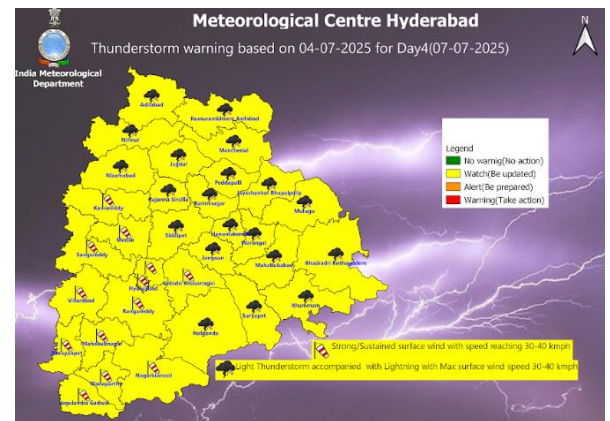 Meteorological Centre Hyderabad
Thunderstorm warning based on 04-07-2025 for Day4(07-07-2025)
N
India Meteorological
Department
Legend
No warnig(No action)
Watch(Be updated)
Alert(Be prepared)
Warning(Take action)
Adilabad
Kumurambheem Asifabad
Nirmal
Mancherial
Nizamabad
Jagtial
Peddapalli
Jayashankar Bhupalpally
Kamareddy
Rajanna Sircilla
Karimnagar
Mulugu
Medak
Siddipet
Hanumakonda
Warangal
Sangareddy
Jangaon
Mahabubabad
Bhadradri Kothagudem
Yadadri Bhuvanagiri
Hyderabad
Vikarabad
Rangareddy
Khammam
Suryapet
Nalgonda
Mahabubnagar
Narayanpet
Nagarkurnool
Wanaparthy
Jogulamba Gadwal
Strong/Sustained surface wind with speed reaching 30-40 kmph
Light Thunderstorm accompanied with Lightning with Max surface wind speed 30-40 kmph